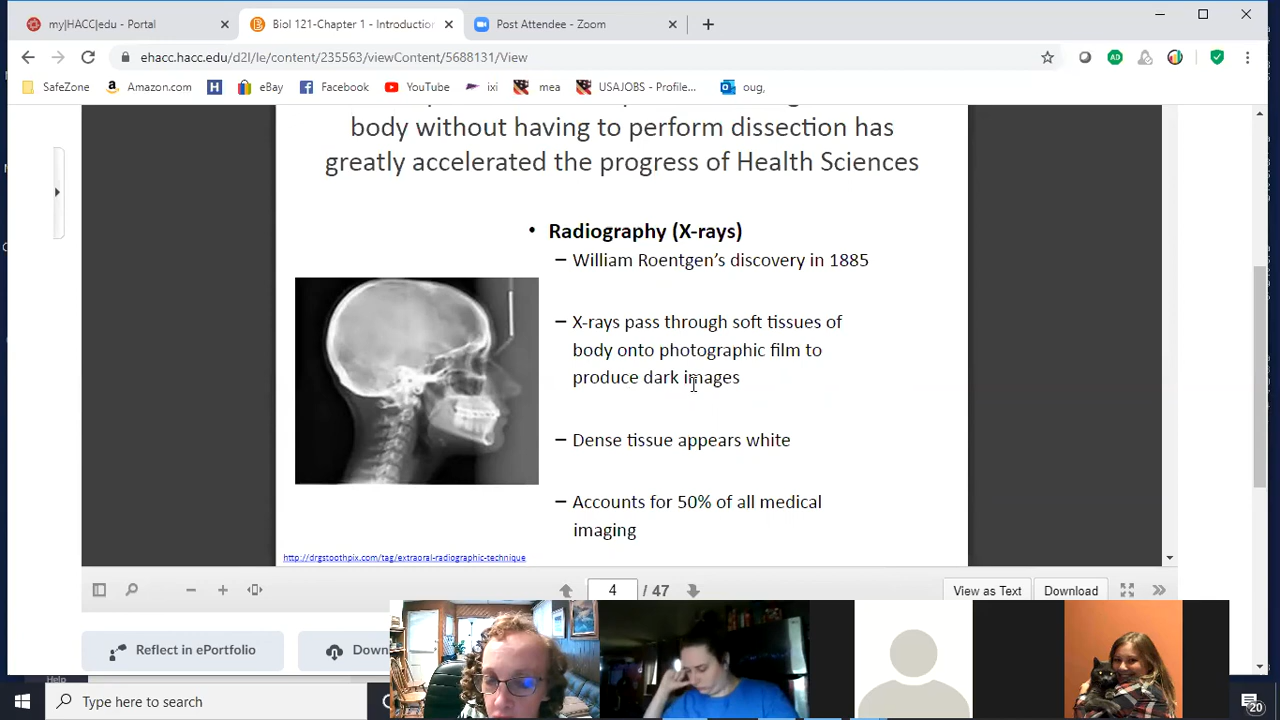 my|HACC|edu - Portal
Biol 121-Chapter 1 - Introduction
Post Attendee - Zoom
ehacc.hacc.edu/d2l/le/content/235563/viewContent/5688131/View
SafeZone
Amazon.com
eBay
Facebook
YouTube
ixi
mea
USAJOBS - Profile...
oug,
body without having to perform dissection has
greatly accelerated the progress of Health Sciences
• Radiography (X-rays)
– William Roentgen’s discovery in 1885
– X-rays pass through soft tissues of
body onto photographic film to
produce dark images
– Dense tissue appears white
– Accounts for 50% of all medical
imaging
http://drgstoothpix.com/tag/extraoral-radiographic-technique
4 / 47
View as Text
Download
Reflect in ePortfolio
Down
Help
Type here to search
20